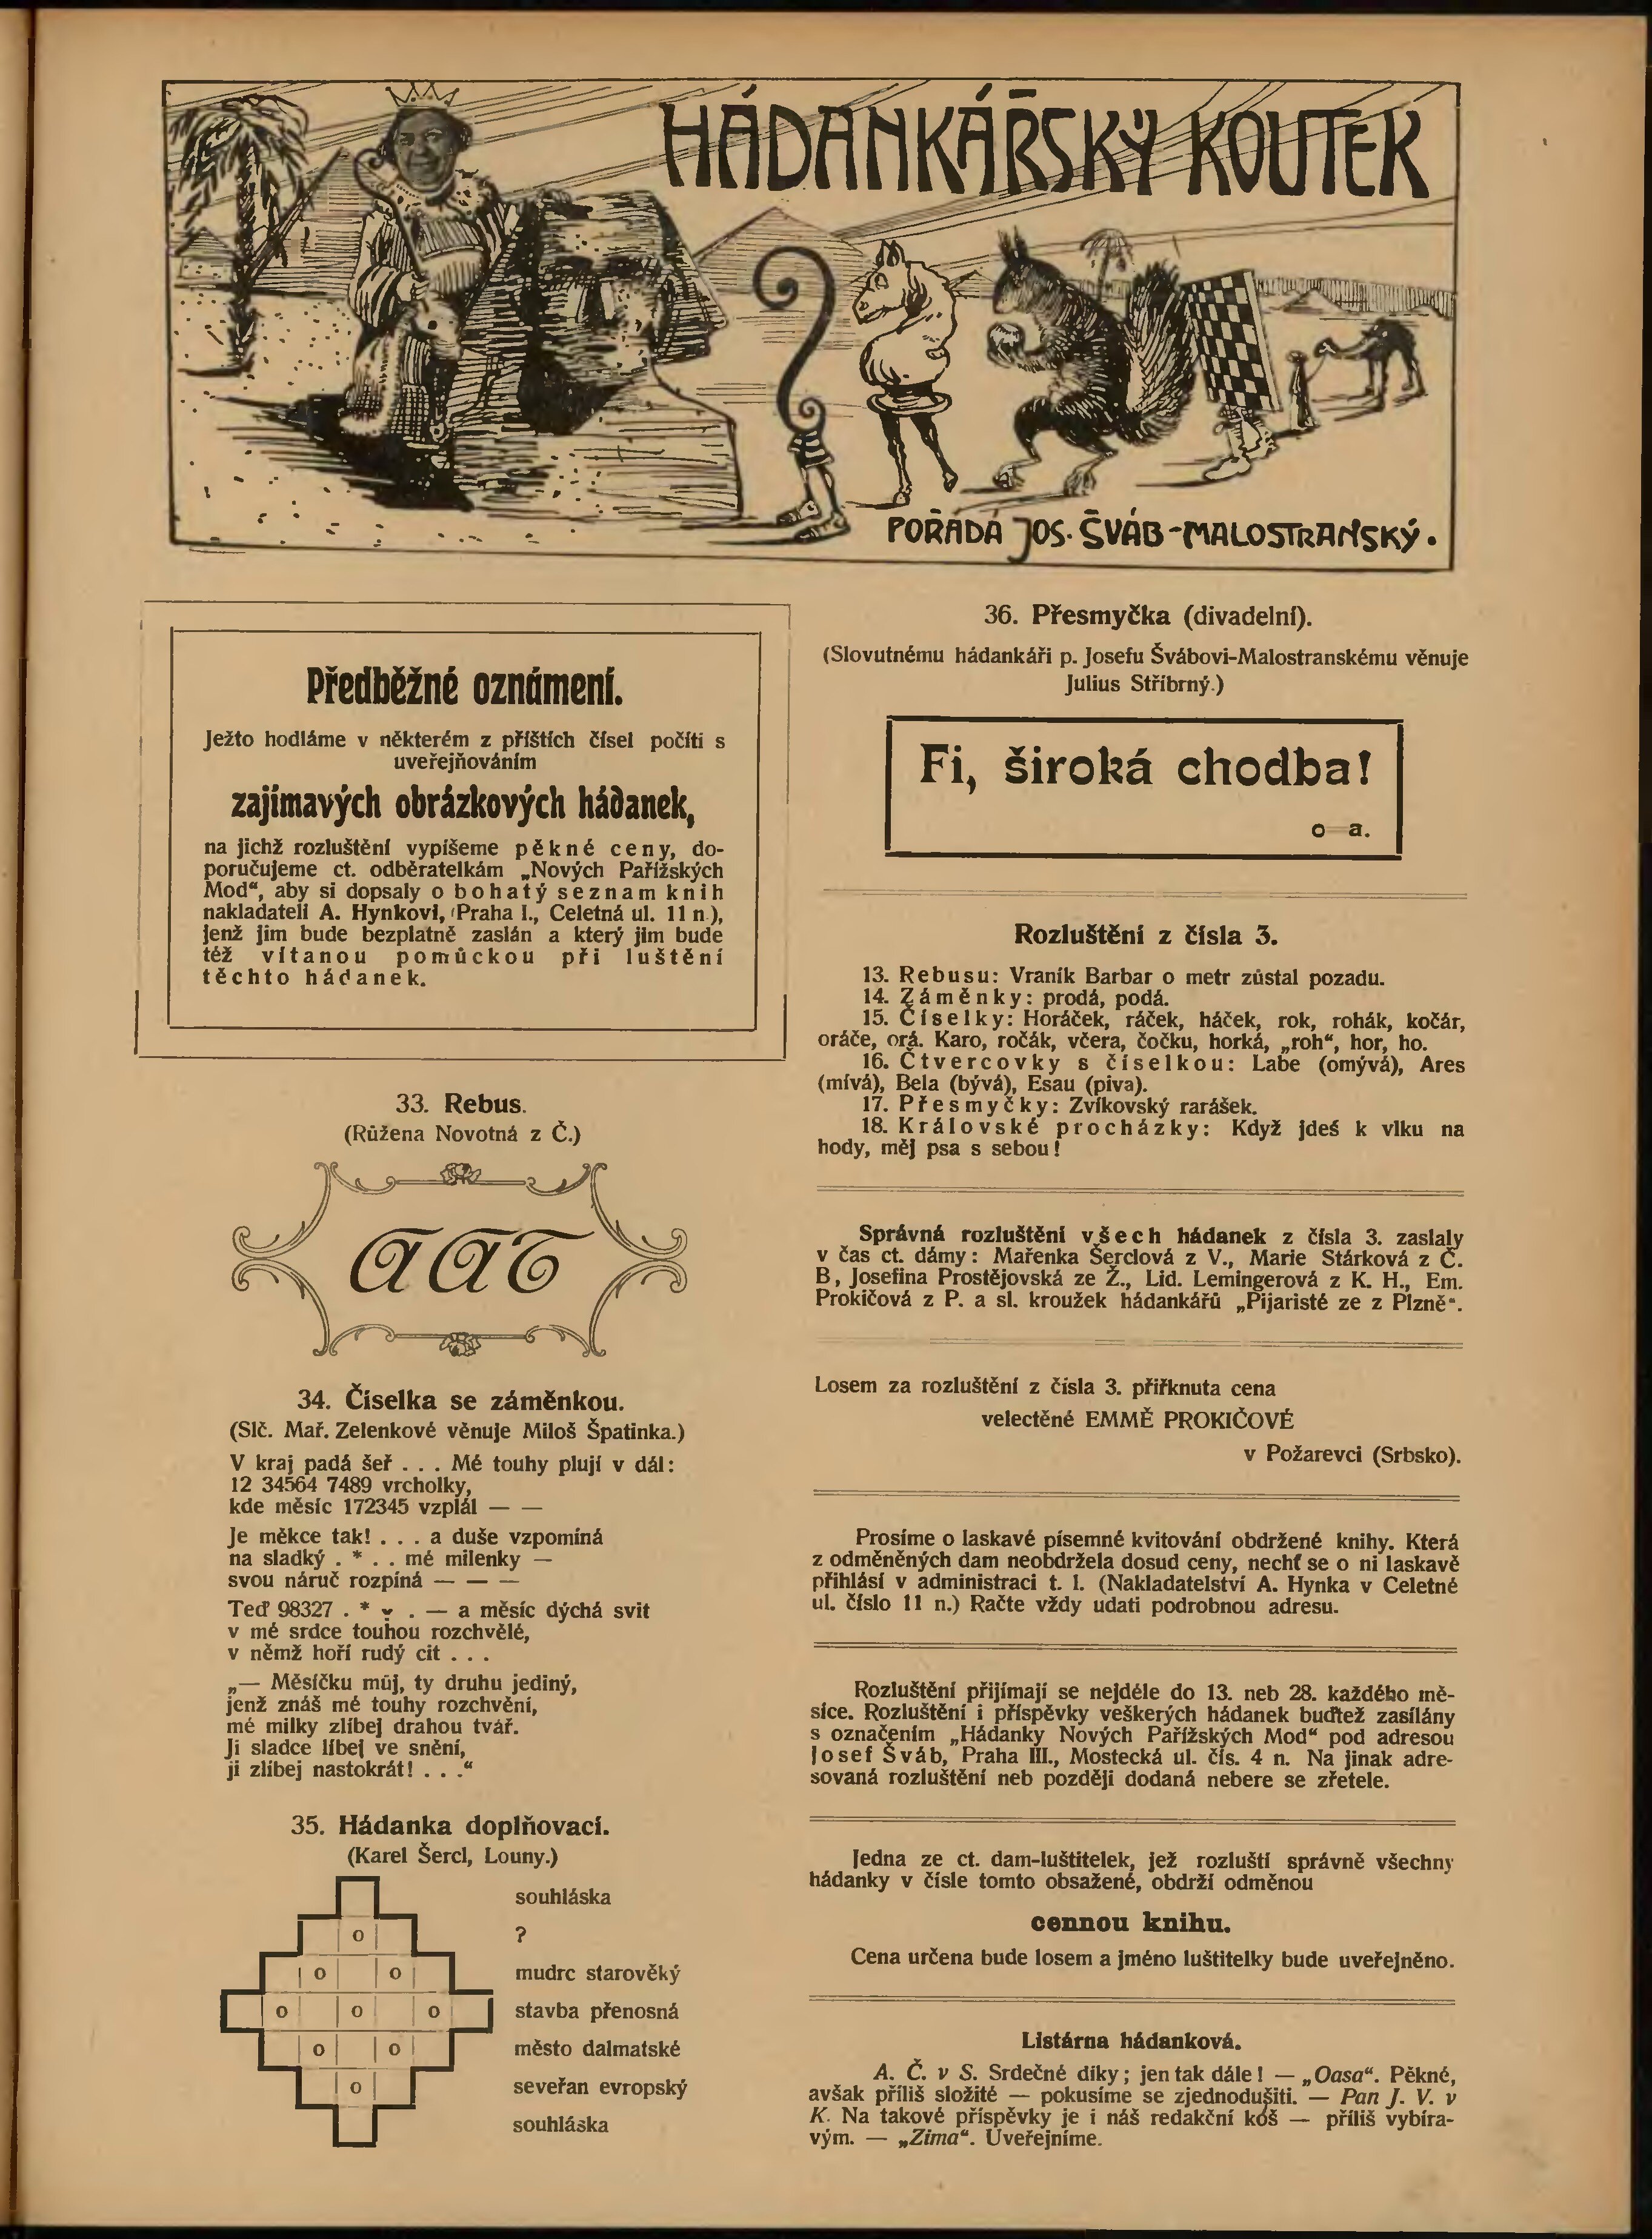 HÁDANKÁŘSKÝ KOUTEK
POŘÁDÁ JOS. ŠVÁB-MALOSTRANSKÝ.
Předběžné oznámení.
Ježto hodláme v některém z příštích čísel počíti s
uveřejňováním
zajímavých obrázkových hádanek,
na jichž rozluštění vypíšeme pěkné ceny, do-
poručujeme ct. odběratelkám „Nových Pařížských
Mod“, aby si dopsaly o bohatý seznam knih
nakladateli A. Hynkovi, (Praha I., Celetná ul. 11 n.),
jenž jim bude bezplatně zaslán a který jim bude
též vítanou pomůckou při luštění
těchto hádanek.
33. Rebus.
(Růžena Novotná z Č.)
a a T
34. Číselka se záměnkou.
(Slč. Mař. Zelenkové věnuje Miloš Špatinka.)
V kraj padá šeř . . . Mé touhy plují v dál:
12 34564 7489 vrcholky,
kde měsíc 172345 vzplál — —
Je měkce tak! . . . a duše vzpomíná
na sladký . * . . mé milenky —
svou náruč rozpíná — — —
Teď 98327 . * ѵ . — a měsíc dýchá svit
v mé srdce touhou rozchvělé,
v němž hoří rudý cit . . .
„— Měsíčku můj, ty druhu jediný,
jenž znáš mé touhy rozchvění,
mé milky zlíbej drahou tvář.
Ji sladce líbej ve snění,
ji zlíbej nastokrát! . . .“
35. Hádanka doplňovací.
(Karel Šercl, Louny.)
souhláska
o ?
o o mudrc starověký
o o o stavba přenosná
o o město dalmatské
o seveřan evropský
souhláska
36. Přesmyčka (divadelní).
(Slovutnému hádankáři p. Josefu Švábovi-Malostranskému věnuje
Julius Stříbrný.)
Fi, široká chodba!
o a.
Rozluštění z čísla 3.
13. Rebusu: Vraník Barbar o metr zůstal pozadu.
14. Záměnky: prodá, podá.
15. Číselky: Horáček, ráček, háček, rok, rohák, kočár,
oráče, orá. Karo, ročák, včera, čočku, horká, „roh“, hor, ho.
16. Čtvercovky s číselkou: Labe (omývá), Ares
(mívá), Bela (bývá), Esau (piva).
17. Přesmyčky: Zvíkovský rarášek.
18. Královské procházky: Když jdeš k vlku na
hody, měj psa s sebou!
Správná rozluštění všech hádanek z čísla 3. zaslaly
v čas ct. dámy: Mařenka Šerclová z V., Marie Stárková z Č.
B, Josefina Prostějovská ze Ž., Lid. Lemingerová z K. H., Em.
Prokičová z P. a sl. kroužek hádankářů „Pijaristé ze z Plzně“.
Losem za rozluštění z čísla 3. přiřknuta cena
velectěné EMMĚ PROKIČOVÉ
v Požarevci (Srbsko).
Prosíme o laskavé písemné kvitování obdržené knihy. Která
z odměněných dam neobdržela dosud ceny, nechť se o ni laskavě
přihlásí v administraci t. l. (Nakladatelství A. Hynka v Celetné
ul. číslo 11 n.) Račte vždy udati podrobnou adresu.
Rozluštění přijímají se nejdéle do 13. neb 28. každého mě-
síce. Rozluštění i příspěvky veškerých hádanek buďtež zasílány
s označením „Hádanky Nových Pařížských Mod“ pod adresou
Josef Šváb, Praha III., Mostecká ul. čís. 4 n. Na jinak adre-
sovaná rozluštění neb později dodaná nebere se zřetele.
Jedna ze ct. dam-luštitelek, jež rozluští správně všechny
hádanky v čísle tomto obsažené, obdrží odměnou
cennou knihu.
Cena určena bude losem a jméno luštitelky bude uveřejněno.
Listárna hádanková.
A. Č. v S. Srdečné díky; jen tak dále! — „Oasa“. Pěkné,
avšak příliš složité — pokusíme se zjednodušiti. — Pan J. V. v
K. Na takové příspěvky je i náš redakční koš — příliš vybíra-
vým. — „Zima“. Uveřejníme.